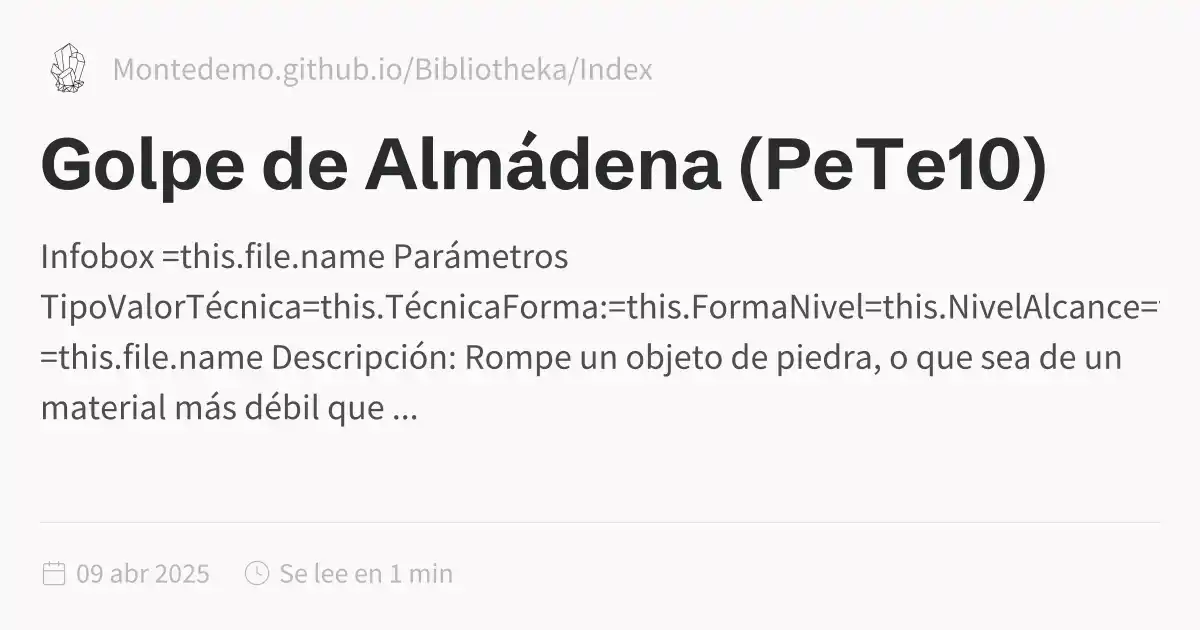 Montedemo.github.io/Bibliotheka/Index
Golpe de Almádena (PeTe10)
Infobox =this.file.name Parámetros
TipoValorTécnica=this.TécnicaForma:=this.FormaNivel=this.NivelAlcance=
=this.file.name Descripción: Rompe un objeto de piedra, o que sea de un
material más débil que ...
09 abr 2025
Se lee en 1 min